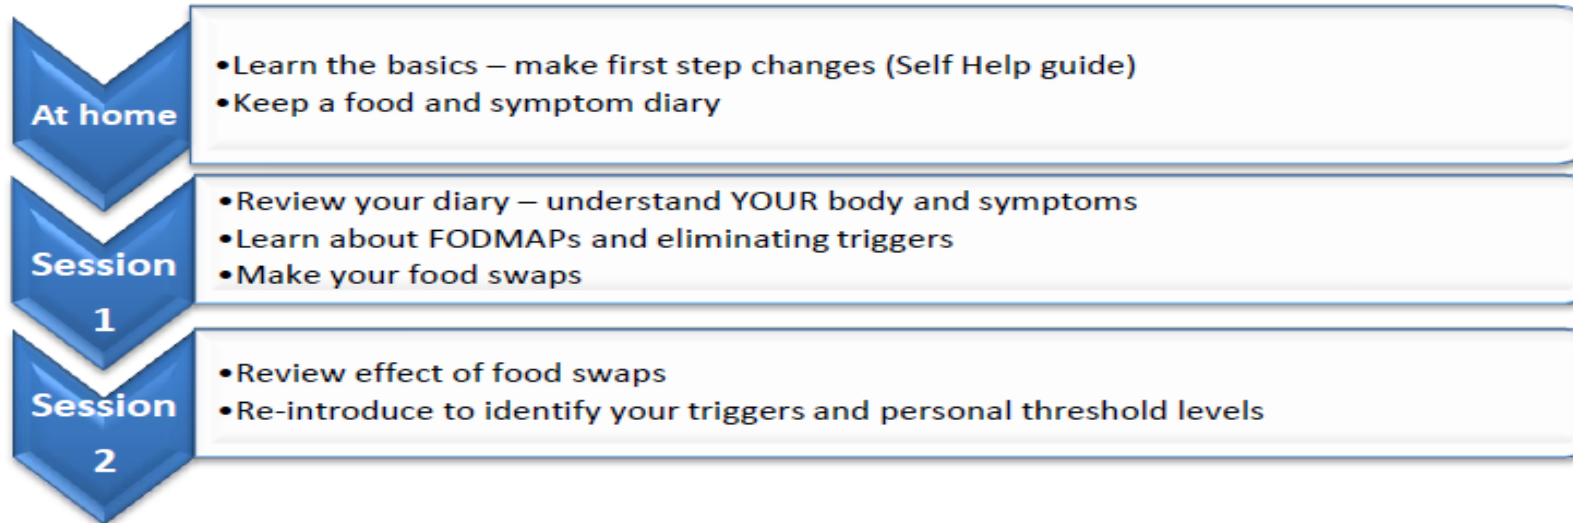 At home
•Learn the basics – make first step changes (Self Help guide)
•Keep a food and symptom diary
Session
1
•Review your diary – understand YOUR body and symptoms
•Learn about FODMAPs and eliminating triggers
•Make your food swaps
Session
2
•Review effect of food swaps
•Re-introduce to identify your triggers and personal threshold levels